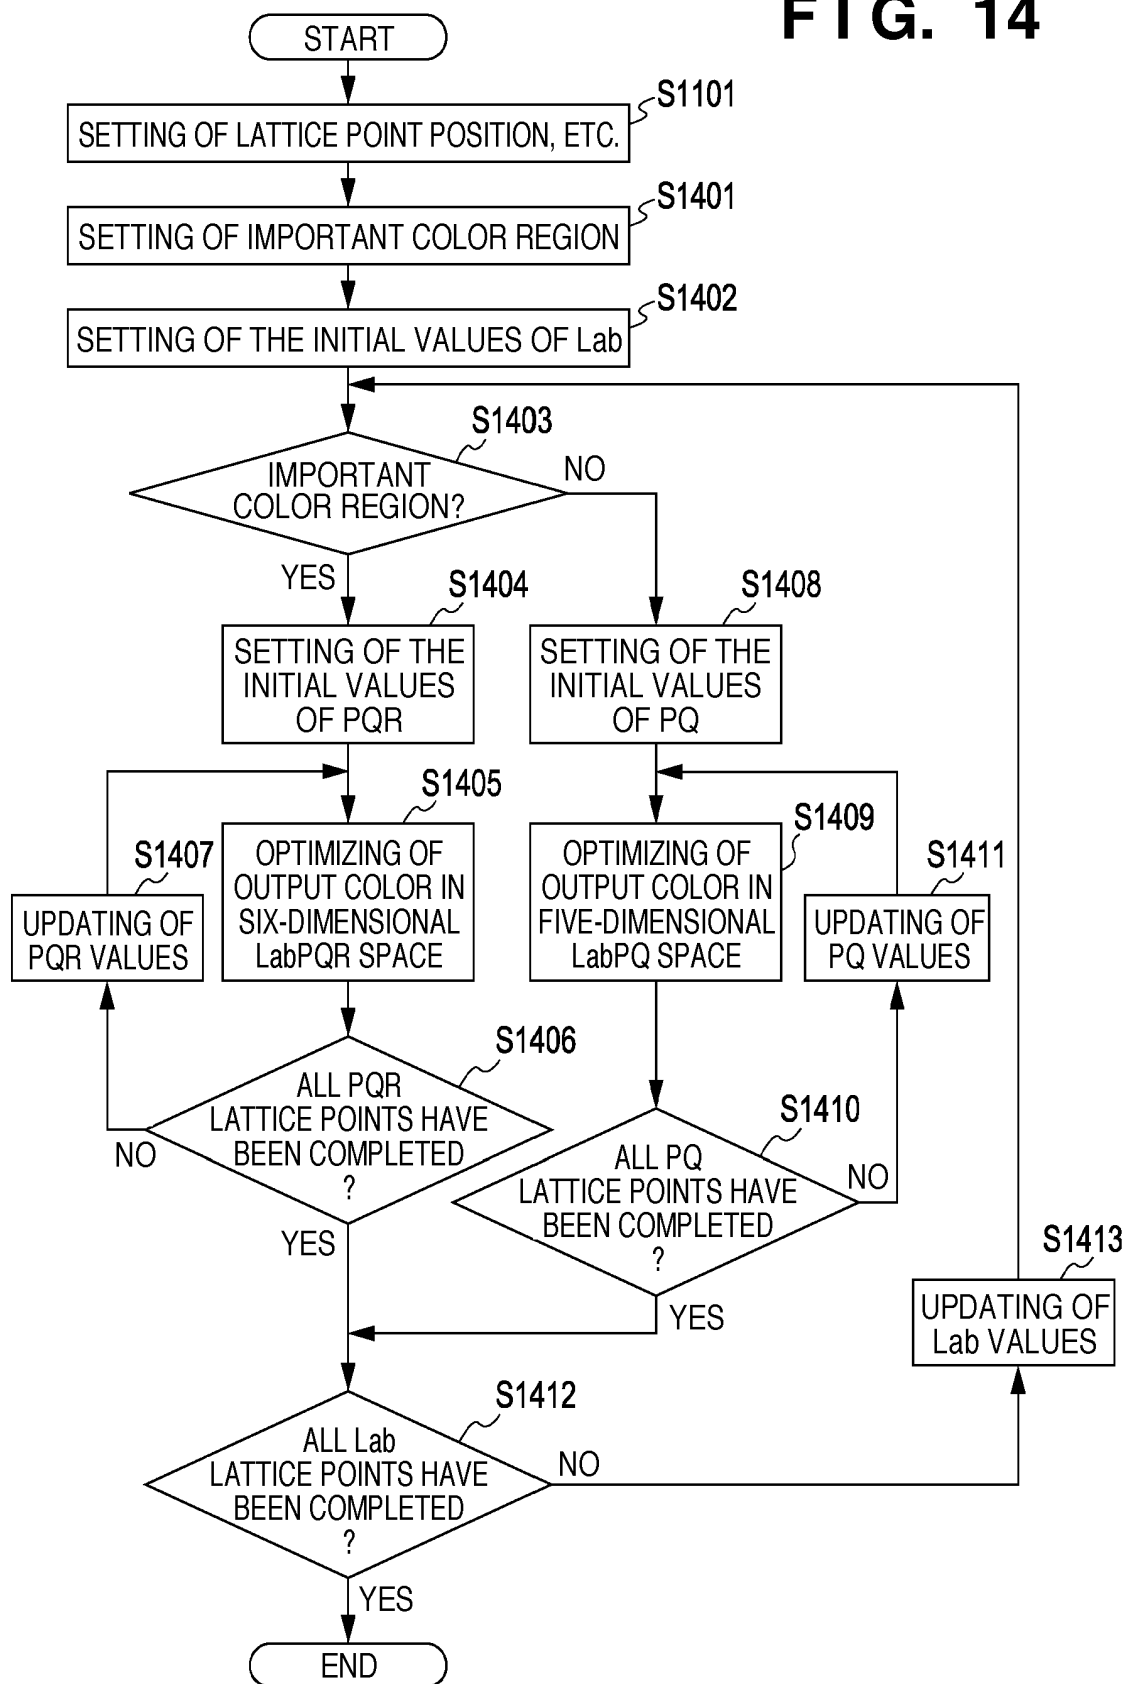 FIG. 14
START
S1101
SETTING OF LATTICE POINT POSITION, ETC.
S1401
SETTING OF IMPORTANT COLOR REGION
S1402
SETTING OF THE INITIAL VALUES OF Lab
S1403
IMPORTANT
COLOR REGION?
NO
YES
S1404
SETTING OF THE
INITIAL VALUES
OF PQR
S1408
SETTING OF THE
INITIAL VALUES
OF PQ
S1405
OPTIMIZING OF
OUTPUT COLOR IN
SIX-DIMENSIONAL
LabPQR SPACE
S1407
UPDATING OF
PQR VALUES
S1409
OPTIMIZING OF
OUTPUT COLOR IN
FIVE-DIMENSIONAL
LabPQ SPACE
S1411
UPDATING OF
PQ VALUES
S1406
ALL PQR
LATTICE POINTS HAVE
BEEN COMPLETED
?
NO
YES
S1410
ALL PQ
LATTICE POINTS HAVE
BEEN COMPLETED
?
NO
YES
S1413
UPDATING OF
Lab VALUES
S1412
ALL Lab
LATTICE POINTS HAVE
BEEN COMPLETED
?
NO
YES
END